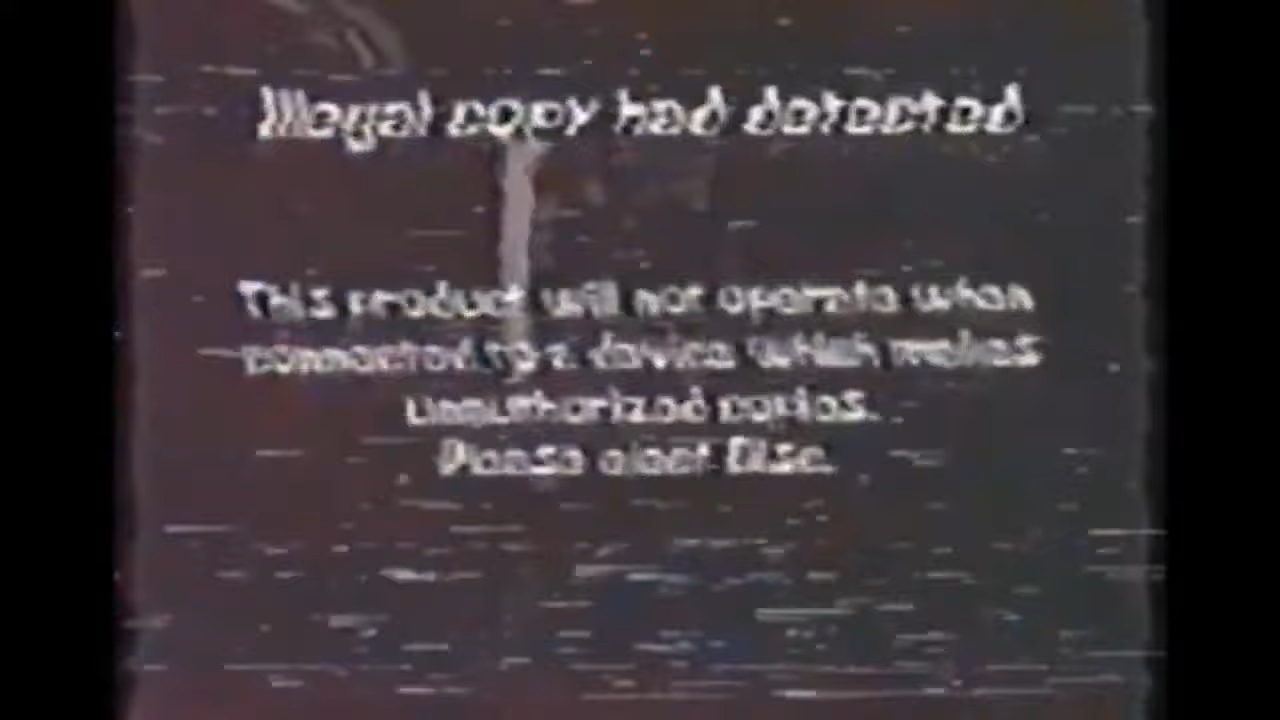 Illegal copy had detected
This product will not operate when
connected to a device which makes
unauthorized copies.
Please eject Disc.